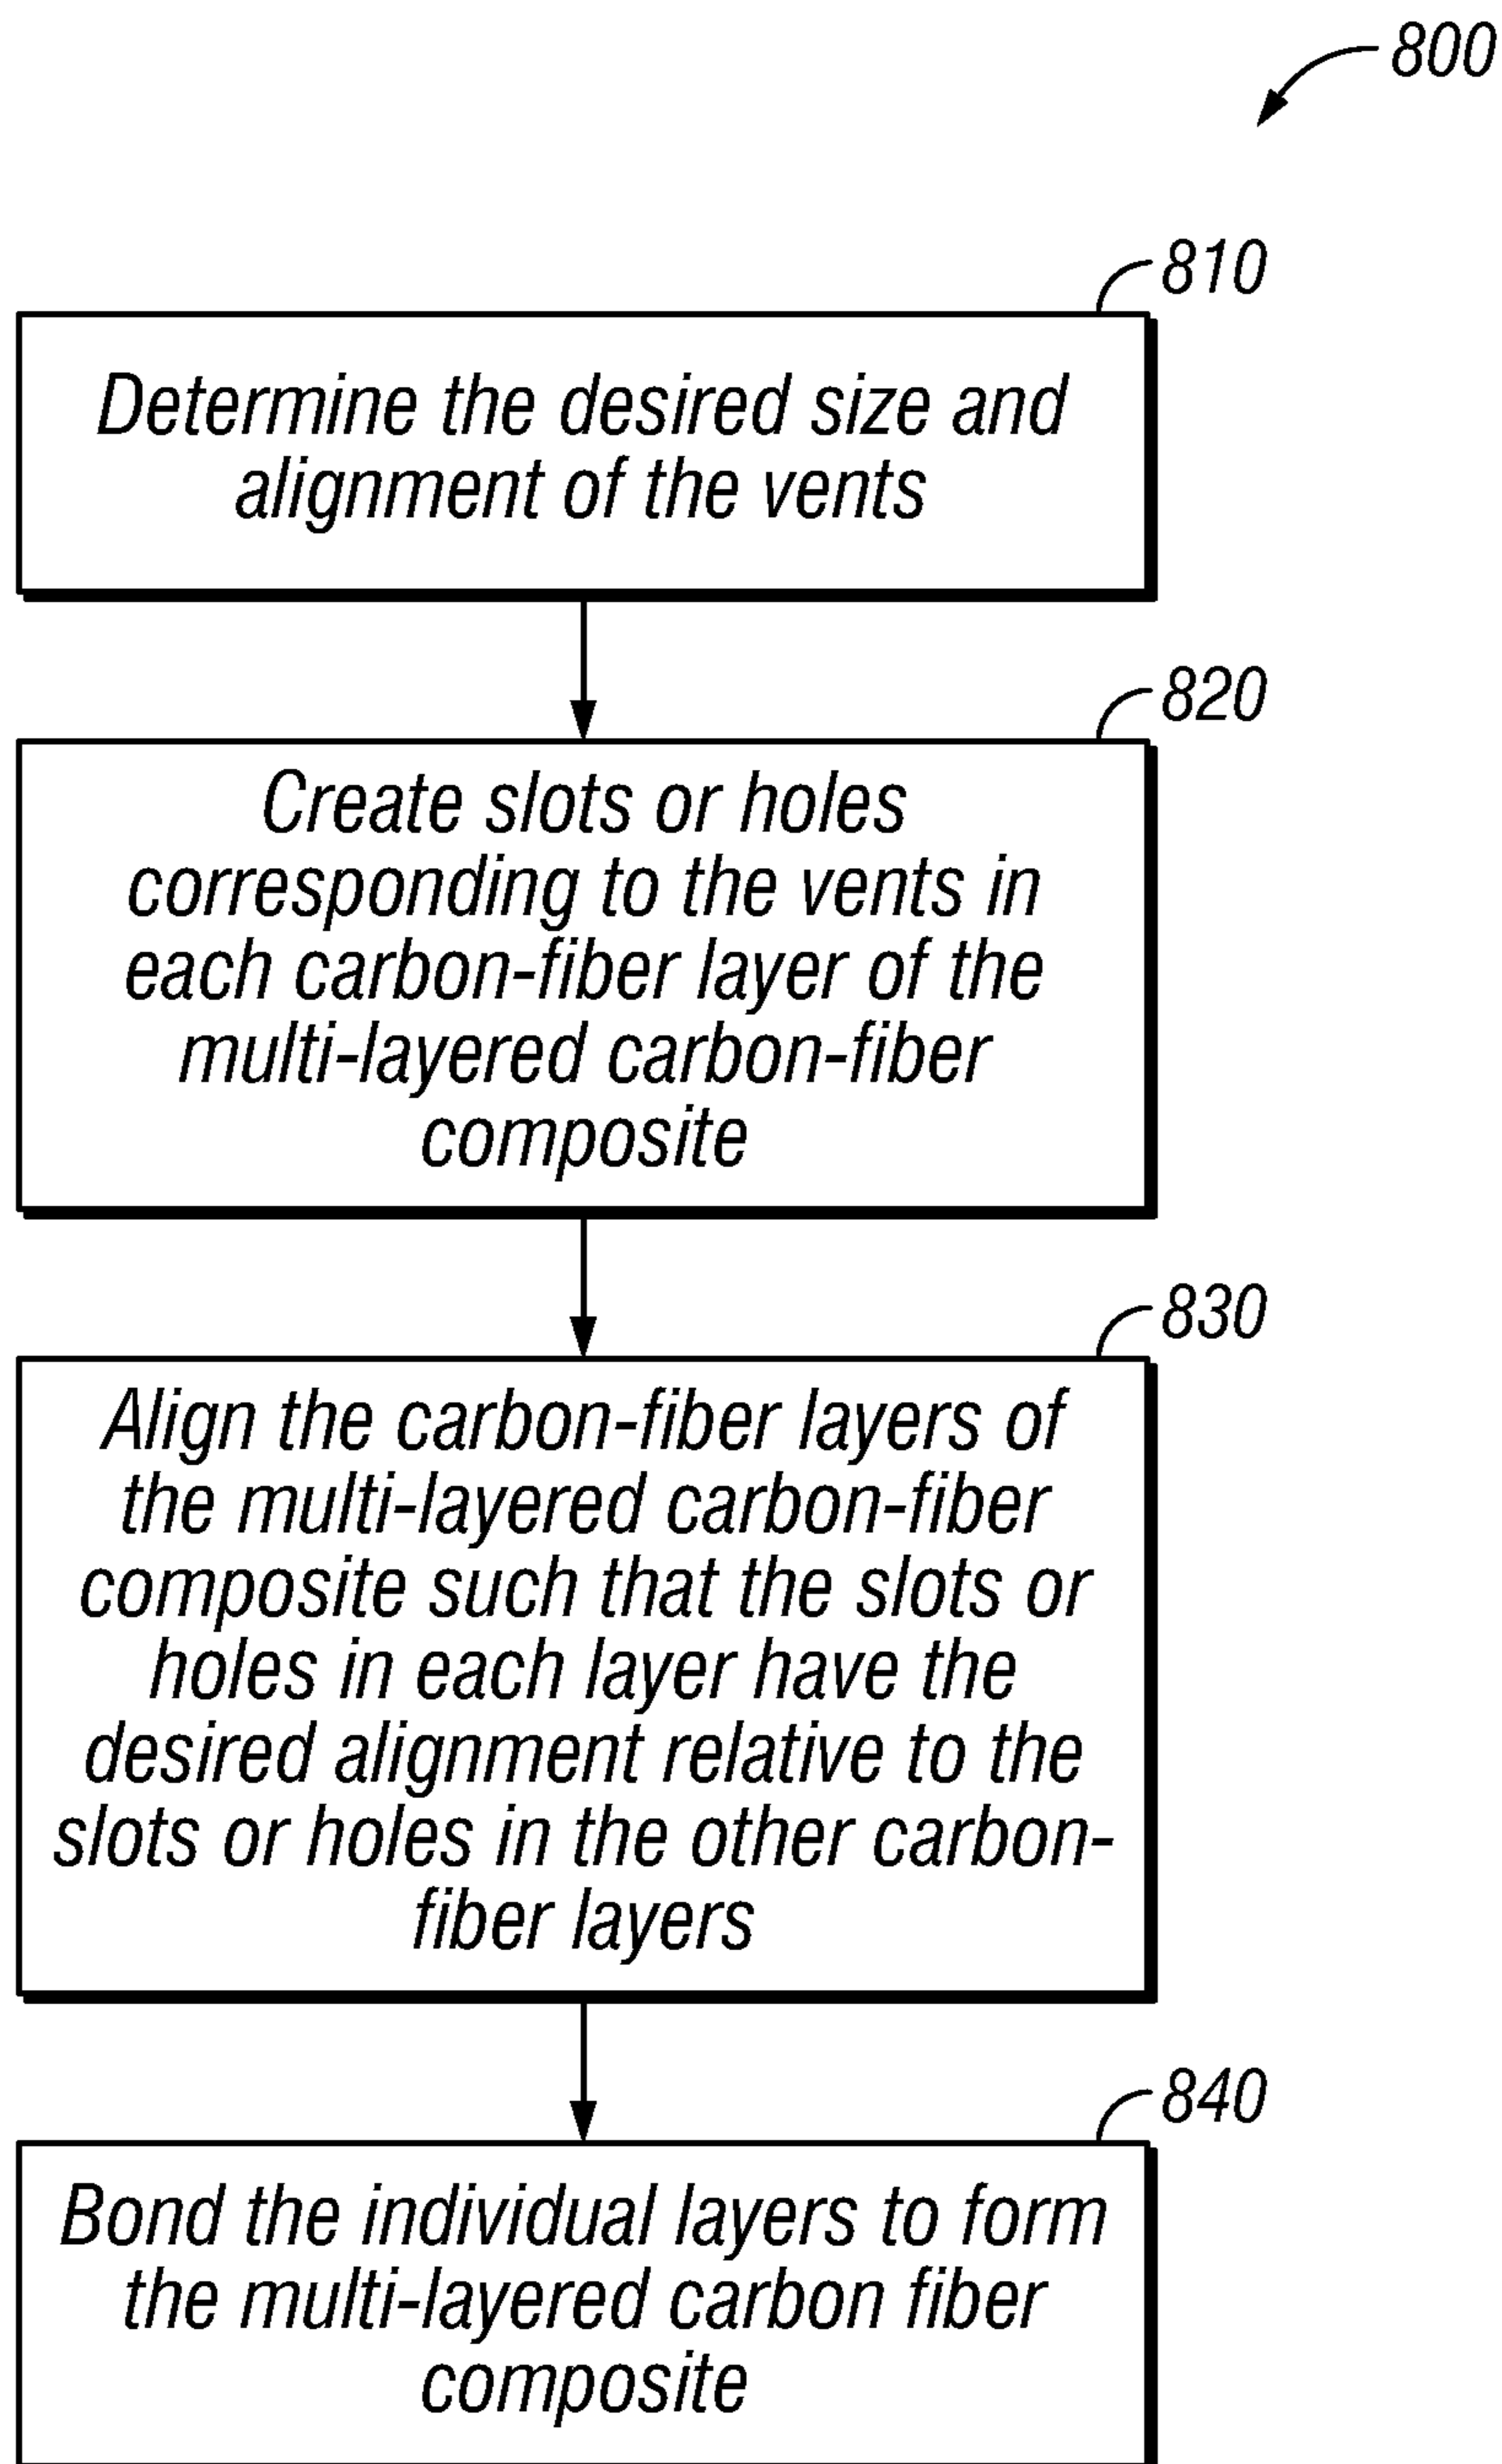 800
810
Determine the desired size and
alignment of the vents
820
Create slots or holes
corresponding to the vents in
each carbon-fiber layer of the
multi-layered carbon-fiber
composite
830
Align the carbon-fiber layers of
the multi-layered carbon-fiber
composite such that the slots or
holes in each layer have the
desired alignment relative to the
slots or holes in the other carbon-
fiber layers
840
Bond the individual layers to form
the multi-layered carbon fiber
composite